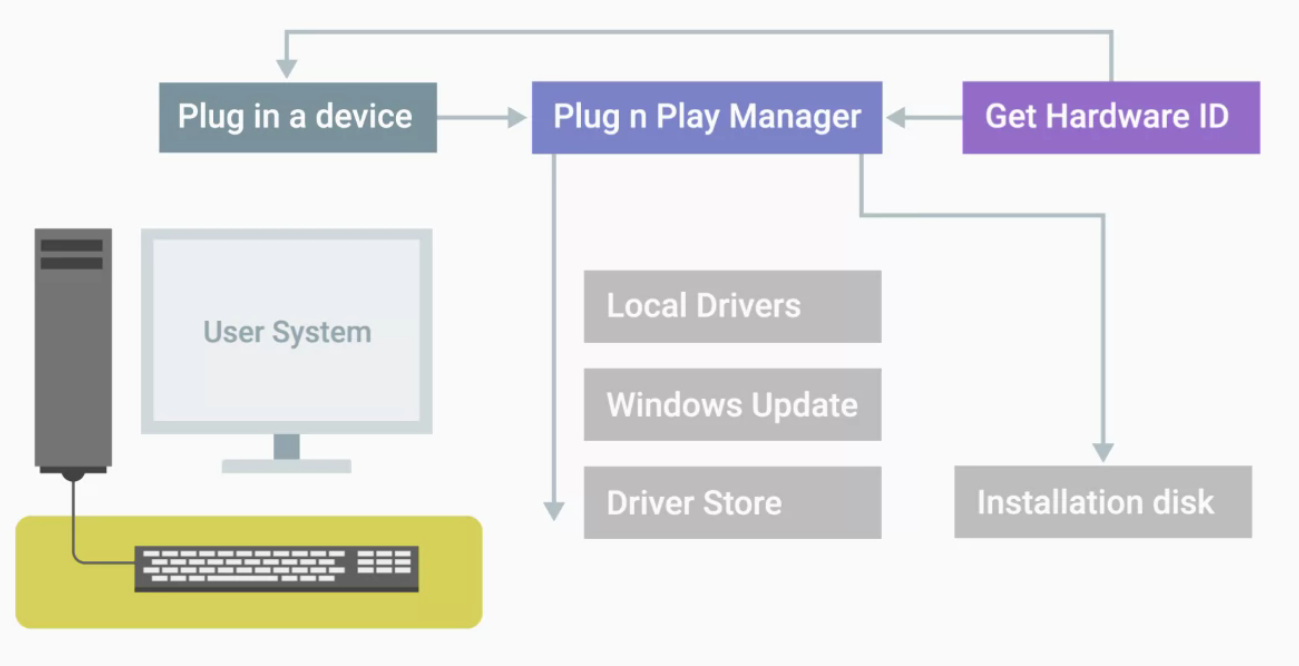 Plug in a device
Plug n Play Manager
Get Hardware ID
User System
Local Drivers
Windows Update
Driver Store
Installation disk